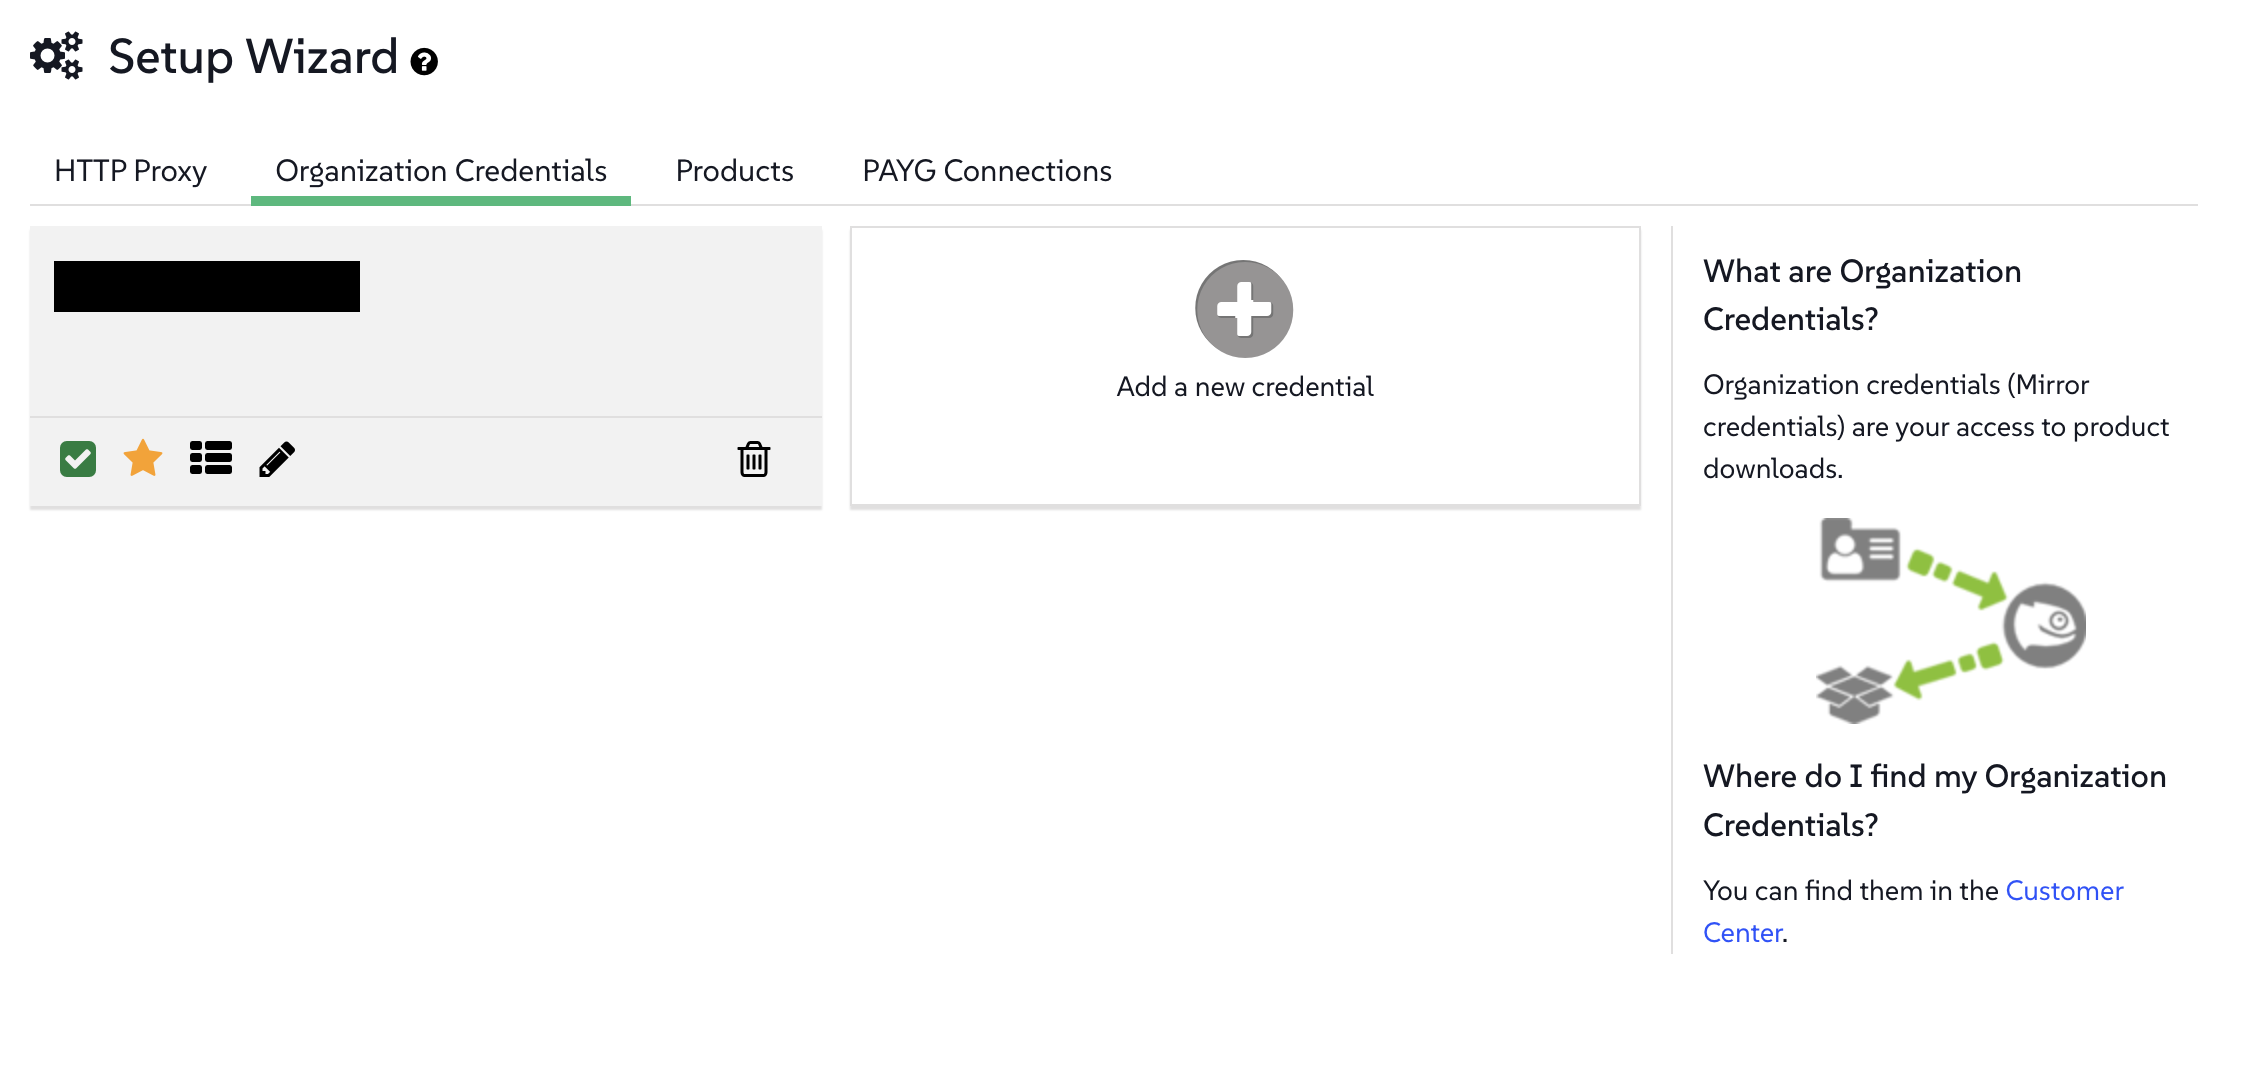 Setup Wizard
HTTP Proxy
Organization Credentials
Products
PAYG Connections
Add a new credential
What are Organization
Credentials?
Organization credentials (Mirror
credentials) are your access to product
downloads.
Where do I find my Organization
Credentials?
You can find them in the Customer
Center.